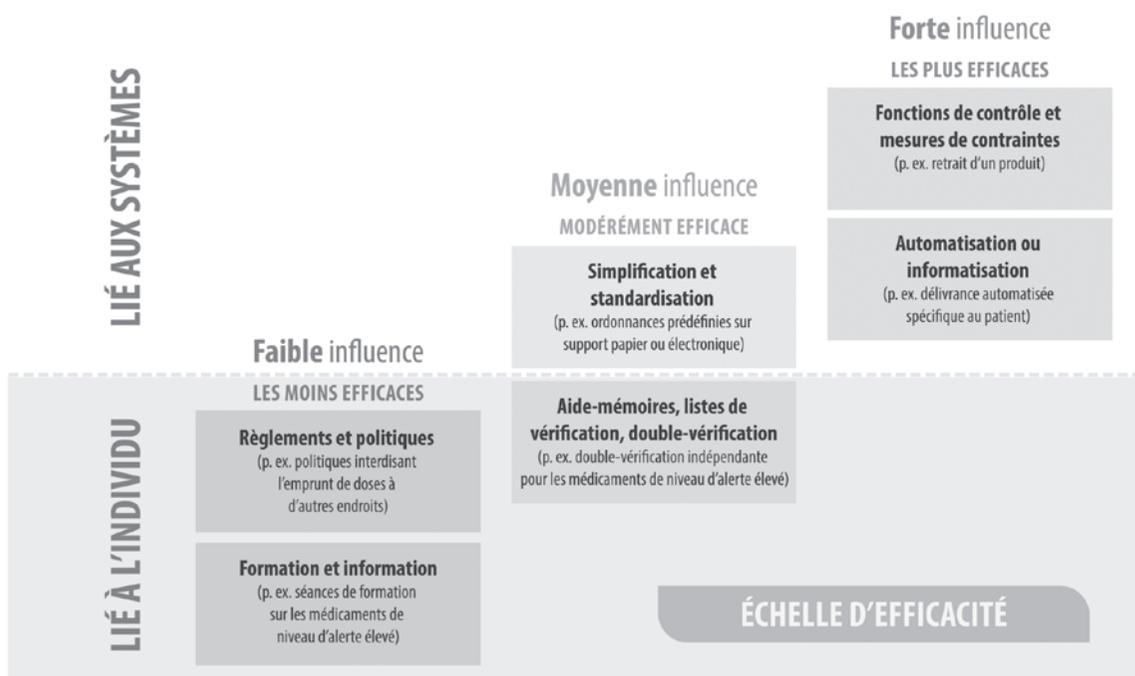 LIÉ AUX SYSTÈMES
LIÉ À L'INDIVIDU
Faible influence
LES MOINS EFFICACES
Règlements et politiques
(p. ex. politiques interdisant
l'emprunt de doses à
d'autres endroits)
Formation et information
(p. ex. séances de formation
sur les médicaments de
niveau d'alerte élevé)
Moyenne influence
MODÉRÉMENT EFFICACE
Simplification et
standardisation
(p. ex. ordonnances prédéfinies sur
support papier ou électronique)
Aide-mémoires, listes de
vérification, double-vérification
(p. ex. double-vérification indépendante
pour les médicaments de niveau d'alerte élevé)
Forte influence
LES PLUS EFFICACES
Fonctions de contrôle et
mesures de contraintes
(p. ex. retrait d'un produit)
Automatisation ou
informatisation
(p. ex. délivrance automatisée
spécifique au patient)
ÉCHELLE D'EFFICACITÉ